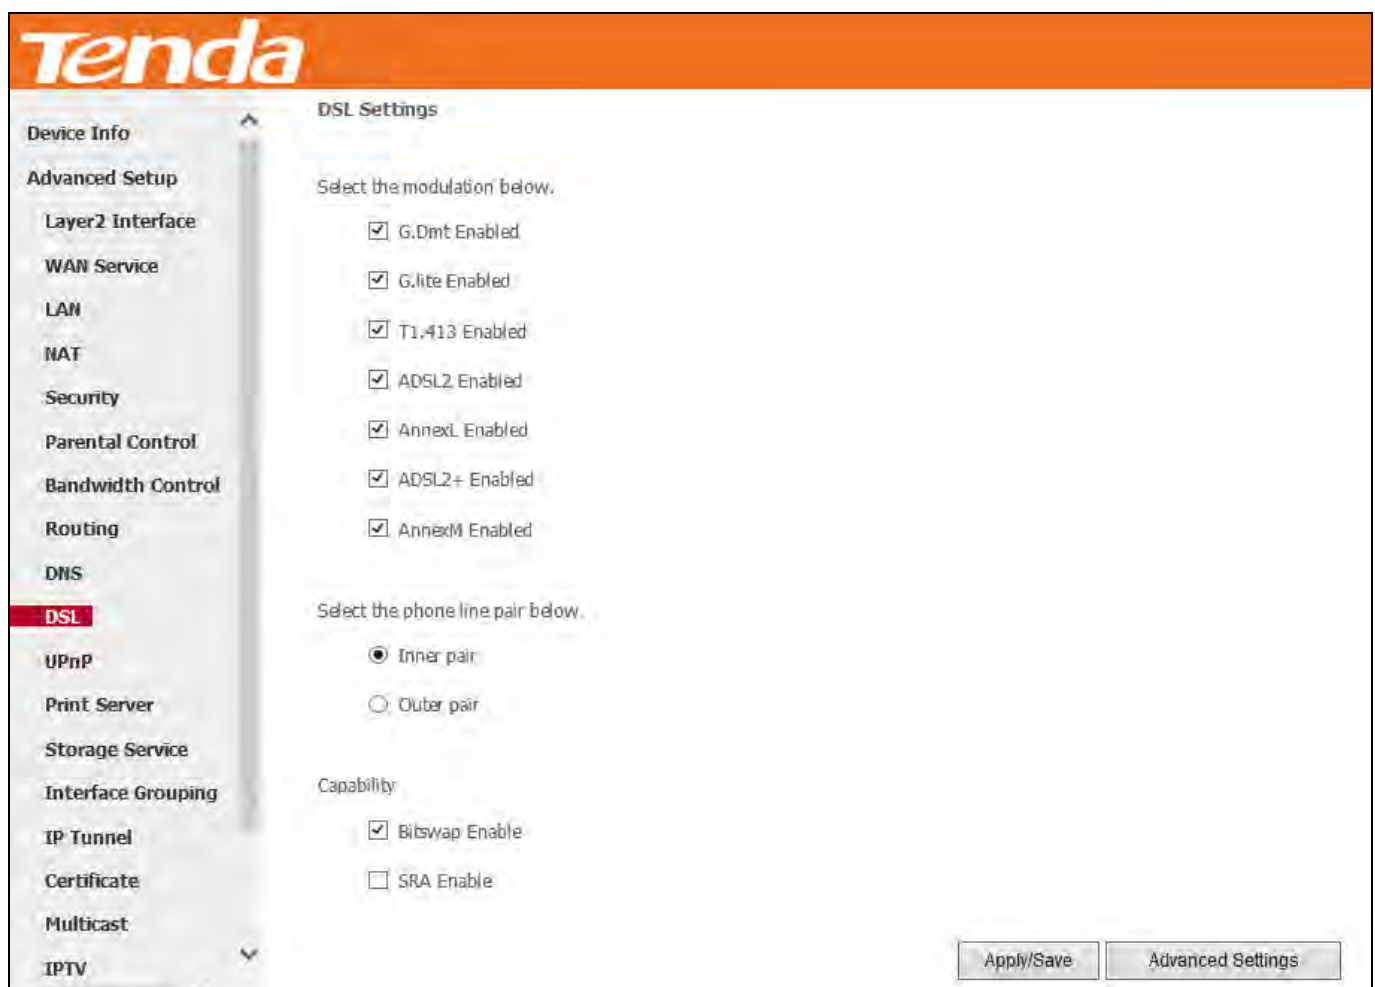 Tenda
Device Info
Advanced Setup
Layer2 Interface
WAN Service
LAN
NAT
Security
Parental Control
Bandwidth Control
Routing
DNS
DSL
UPnP
Print Server
Storage Service
Interface Grouping
IP Tunnel
Certificate
Multicast
IPTV
DSL Settings
Select the modulation below.
G.Dmt Enabled
G.lite Enabled
T1.413 Enabled
ADSL2 Enabled
AnnexL Enabled
ADSL2+ Enabled
AnnexM Enabled
Select the phone line pair below.
Inner pair
Outer pair
Capability
Bitswap Enable
SRA Enable
Apply/Save
Advanced Settings